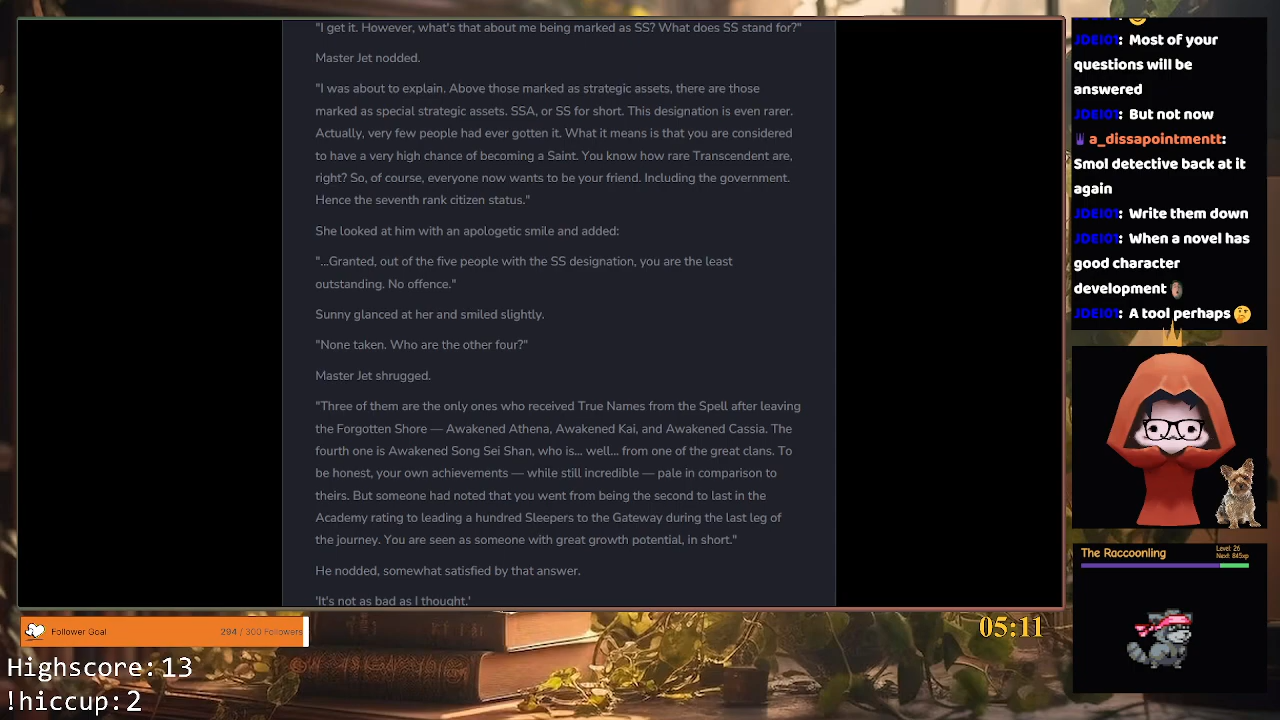 "I get it. However, what's that about me being marked as SS? What does SS stand for?"
Master Jet nodded.
"I was about to explain. Above those marked as strategic assets, there are those
marked as special strategic assets. SSA, or SS for short. This designation is even rarer.
Actually, very few people had ever gotten it. What it means is that you are considered
to have a very high chance of becoming a Saint. You know how rare Transcendent are,
right? So, of course, everyone now wants to be your friend. Including the government.
Hence the seventh rank citizen status."
She looked at him with an apologetic smile and added:
"...Granted, out of the five people with the SS designation, you are the least
outstanding. No offence."
Sunny glanced at her and smiled slightly.
"None taken. Who are the other four?"
Master Jet shrugged.
"Three of them are the only ones who received True Names from the Spell after leaving
the Forgotten Shore — Awakened Athena, Awakened Kai, and Awakened Cassia. The
fourth one is Awakened Song Sei Shan, who is... well... from one of the great clans. To
be honest, your own achievements — while still incredible — pale in comparison to
theirs. But someone had noted that you went from being the second to last in the
Academy rating to leading a hundred Sleepers to the Gateway during the last leg of
the journey. You are seen as someone with great growth potential, in short."
He nodded, somewhat satisfied by that answer.
'It's not as bad as I thought.'
JDEI01: Most of your
questions will be
answered
JDEI01: But not now
a_dissapointmentt:
Smol detective back at it
again
JDEI01: Write them down
JDEI01: When a novel has
good character
development
JDEI01: A tool perhaps 🤔
The Raccoonling
Level: 26
Next: 845xp
Follower Goal
294 / 300 Followers
05:11
Highscore:13
!hiccup:2